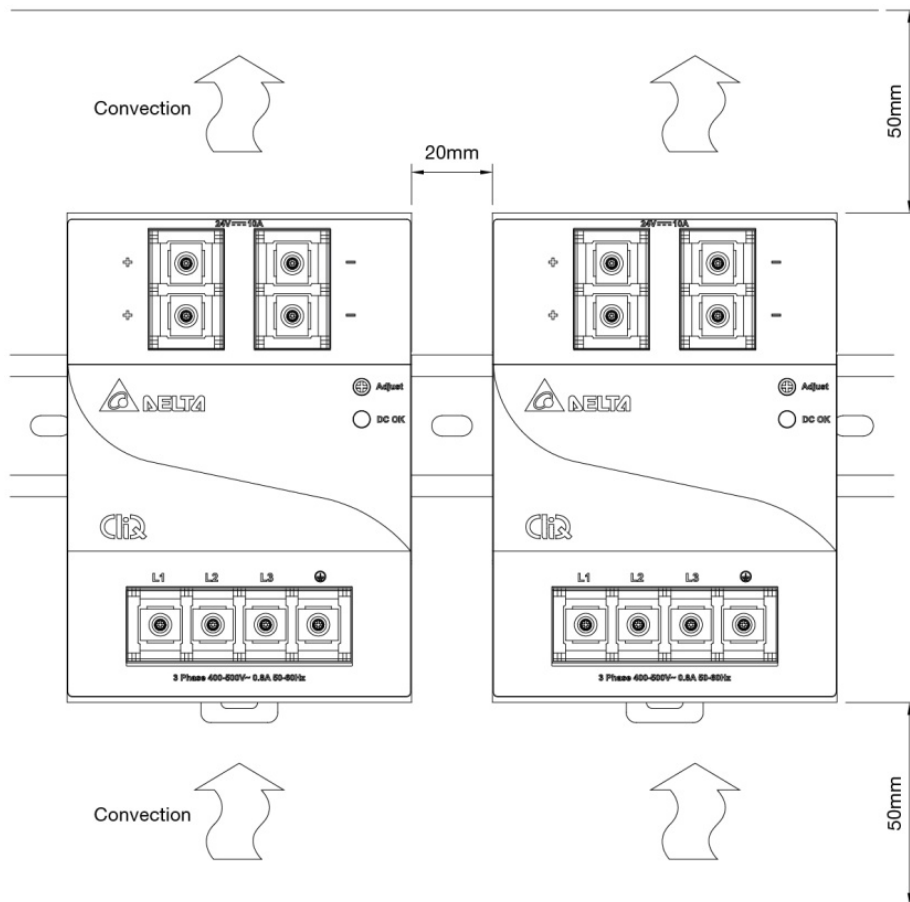 50mm
Convection
20mm
24V⎓10A 24V⎓10A
+ − + −
+ − + −
Adjust Adjust
DELTA DELTA
DC OK DC OK
CliQ CliQ
L1 L2 L3 L1 L2 L3
3 Phase 400-500V~ 0.8A 50-60Hz 3 Phase 400-500V~ 0.8A 50-60Hz
Convection
50mm